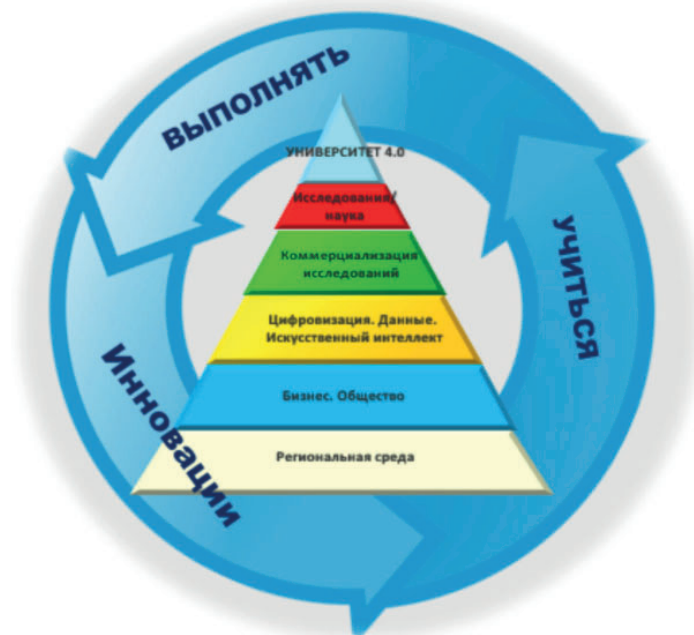 ВЫПОЛНЯТЬ
УНИВЕРСИТЕТ 4.0
Исследования/
наука
Коммерциализация
исследований
Цифровизация. Данные.
Искусственный интеллект
Бизнес. Общество
Региональная среда
УЧИТЬСЯ
Инновации